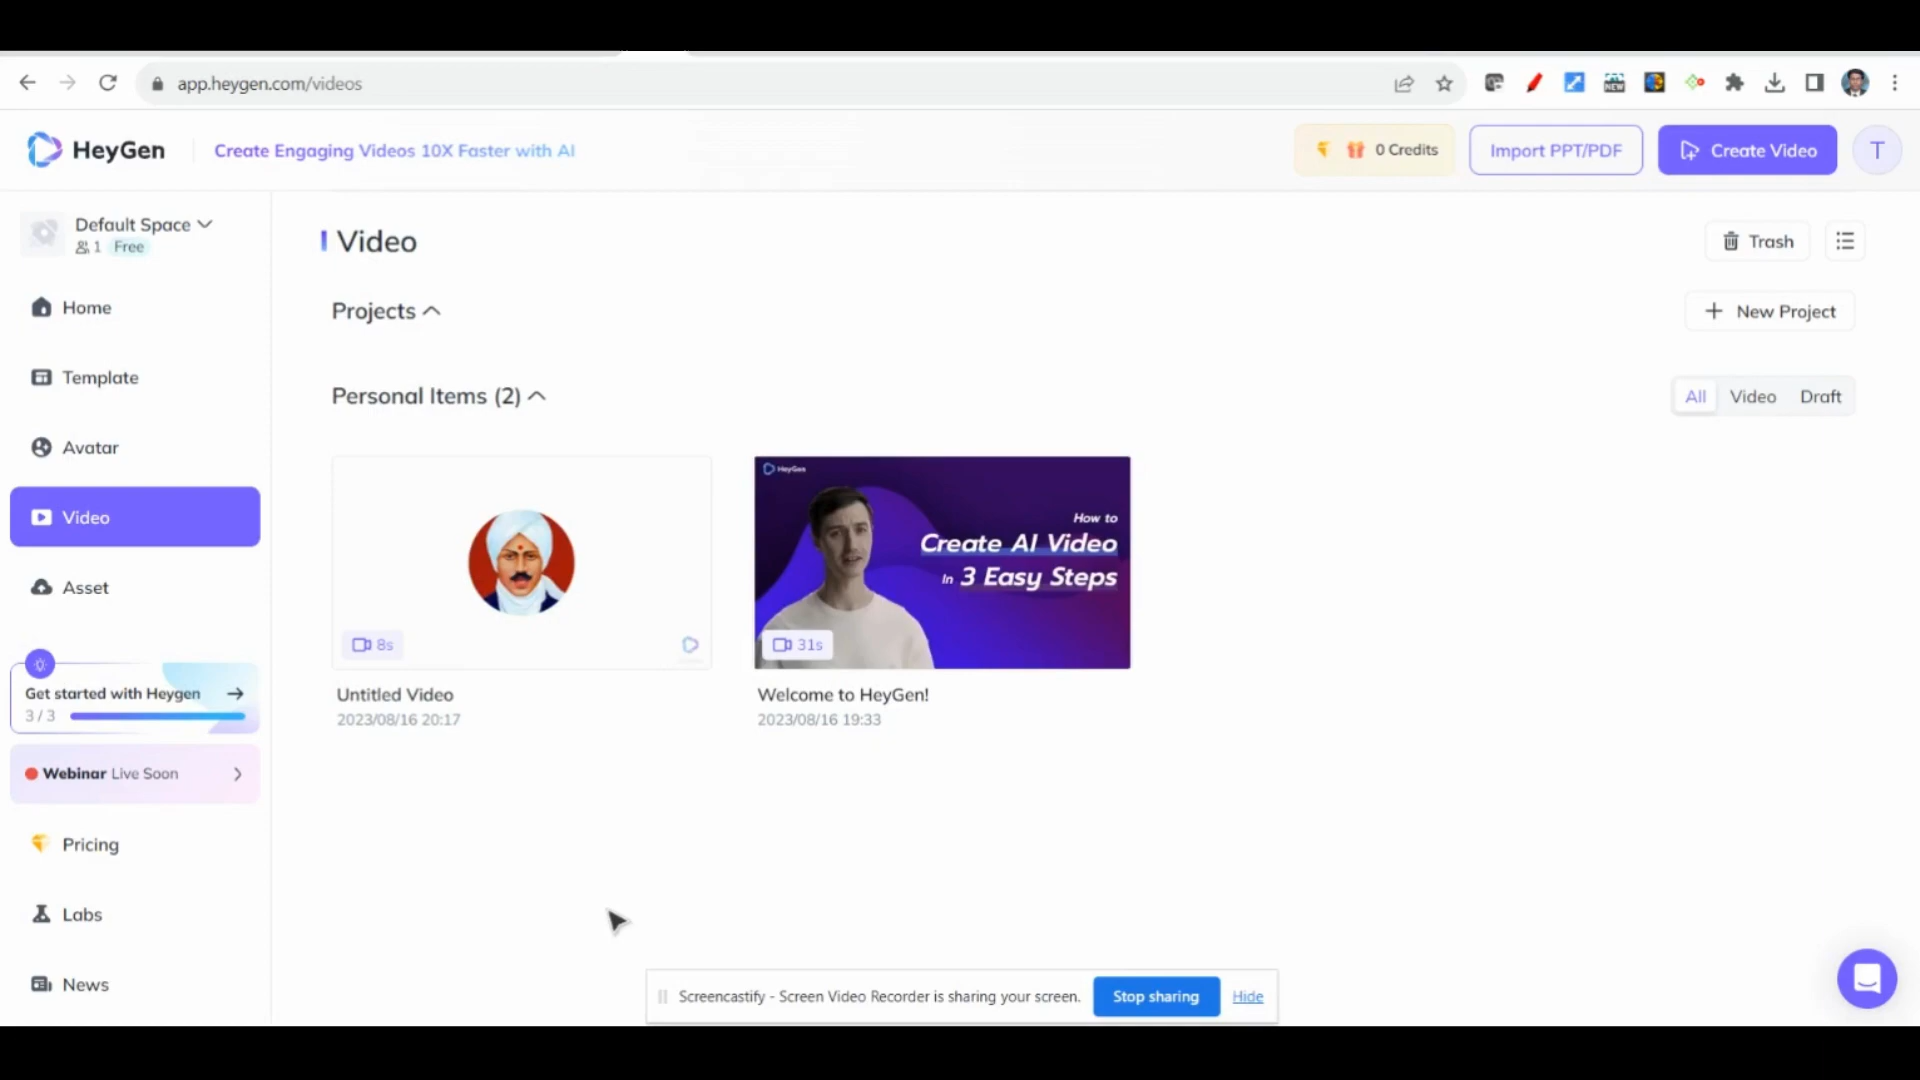 app.heygen.com/videos
NEW
HeyGen
Create Engaging Videos 10X Faster with AI
0 Credits
Import PPT/PDF
Create Video
T
Default Space
1 Free
Video
Trash
Home
Projects
New Project
Template
Personal Items (2)
All Video Draft
Avatar
Video
HeyGen
How to
Create AI Video
In 3 Easy Steps
Asset
8s
31s
Get started with Heygen
3 / 3
Untitled Video
2023/08/16 20:17
Welcome to HeyGen!
2023/08/16 19:33
Webinar Live Soon
Pricing
Labs
News
Screencastify - Screen Video Recorder is sharing your screen.
Stop sharing
Hide